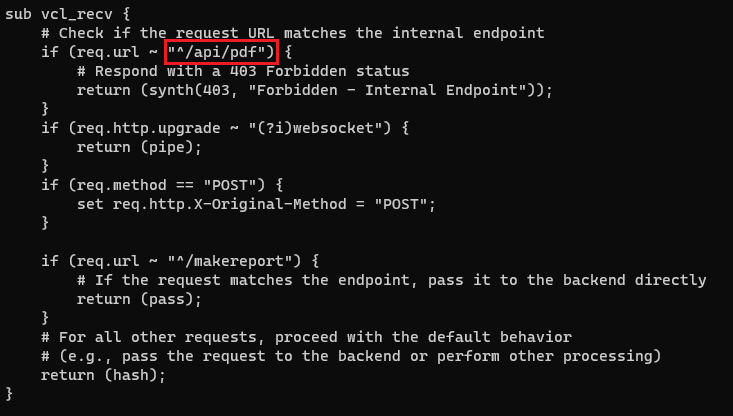 sub vcl_recv {
    # Check if the request URL matches the internal endpoint
    if (req.url ~ "^/api/pdf") {
        # Respond with a 403 Forbidden status
        return (synth(403, "Forbidden - Internal Endpoint"));
    }
    if (req.http.upgrade ~ "(?i)websocket") {
        return (pipe);
    }
    if (req.method == "POST") {
        set req.http.X-Original-Method = "POST";
    }

    if (req.url ~ "^/makereport") {
        # If the request matches the endpoint, pass it to the backend directly
        return (pass);
    }
    # For all other requests, proceed with the default behavior
    # (e.g., pass the request to the backend or perform other processing)
    return (hash);
}